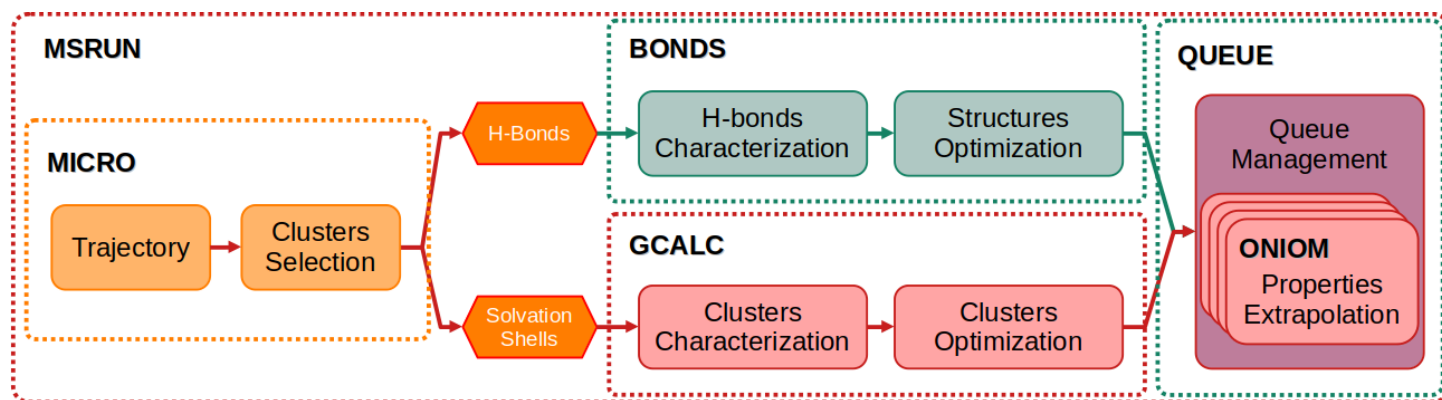 MSRUN
MICRO
Trajectory
Clusters
Selection
H-Bonds
Solvation
Shells
BONDS
H-bonds
Characterization
Structures
Optimization
GCALC
Clusters
Characterization
Clusters
Optimization
QUEUE
Queue
Management
ONIOM
Properties
Extrapolation